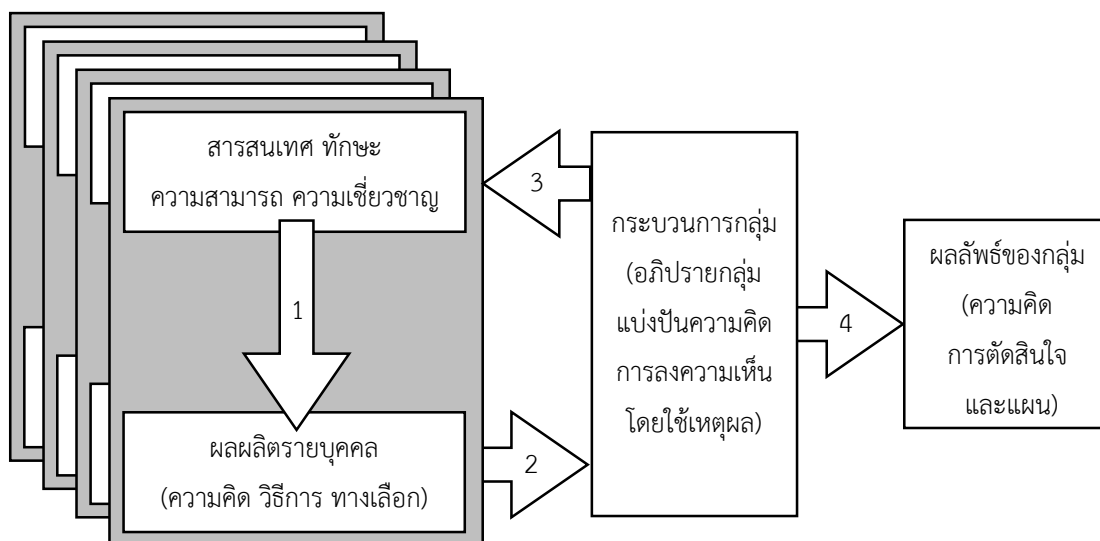 สารสนเทศ ทักษะ
ความสามารถ ความเชี่ยวชาญ
1
ผลผลิตรายบุคคล
(ความคิด วิธีการ ทางเลือก)
2
3
กระบวนการกลุ่ม
(อภิปรายกลุ่ม
แบ่งปันความคิด
การลงความเห็น
โดยใช้เหตุผล)
4
ผลลัพธ์ของกลุ่ม
(ความคิด
การตัดสินใจ
และแผน)